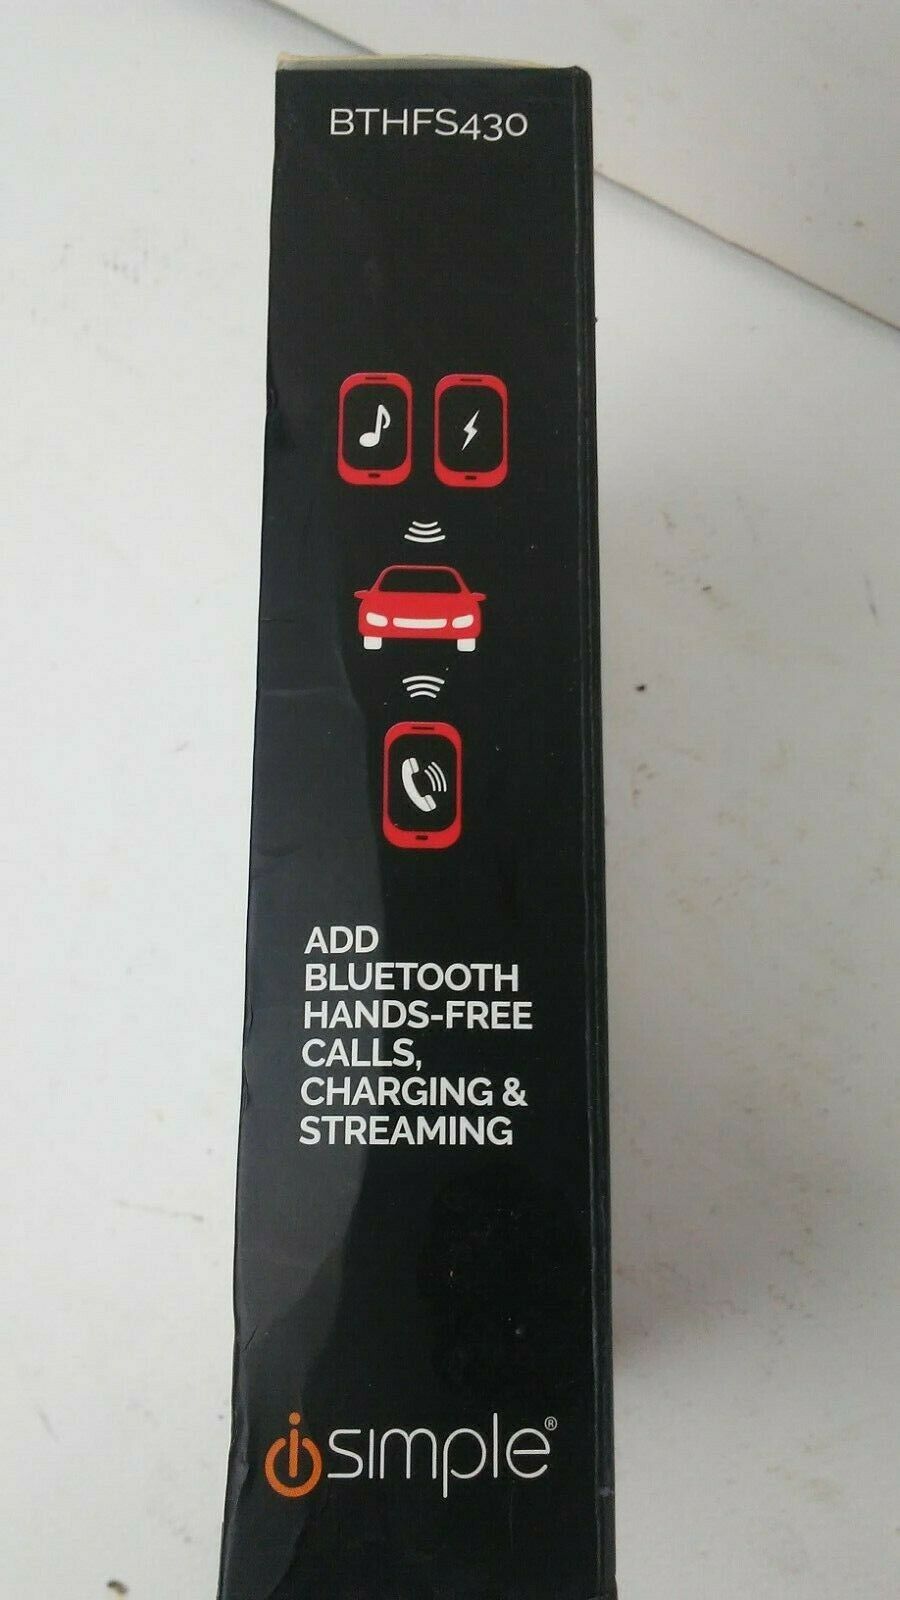 BTHFS430
ADD
BLUETOOTH
HANDS-FREE
CALLS,
CHARGING &
STREAMING
isimple®